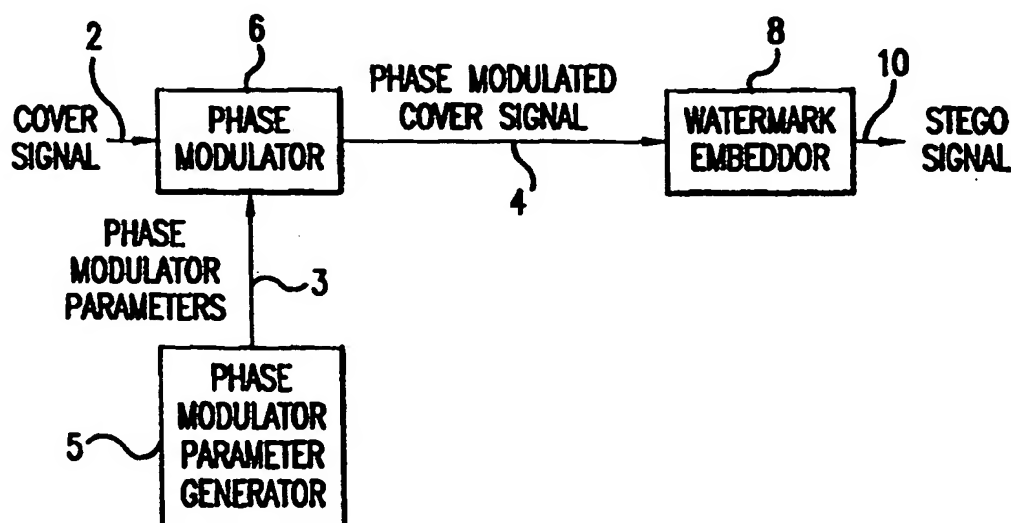 6
8
2
10
COVER
SIGNAL
PHASE
MODULATOR
PHASE MODULATED
COVER SIGNAL
WATERMARK
EMBEDDOR
STEGO
SIGNAL
4
PHASE
MODULATOR
PARAMETERS
3
PHASE
MODULATOR
PARAMETER
GENERATOR
5